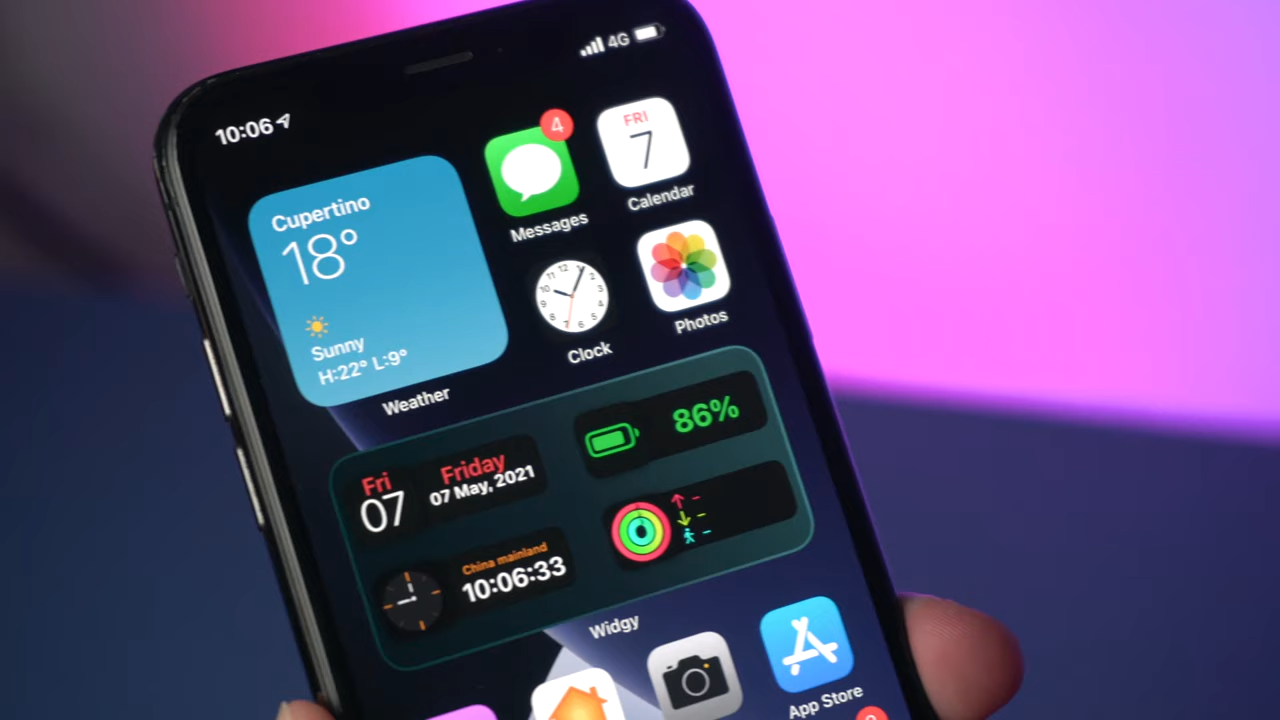 10:06
4G
Cupertino
18°
Sunny
H:22° L:9°
Weather
4
Messages
FRI
7
Calendar
Clock
Photos
Fri
07
Friday
07 May, 2021
86%
China mainland
10:06:33
Widgy
App Store